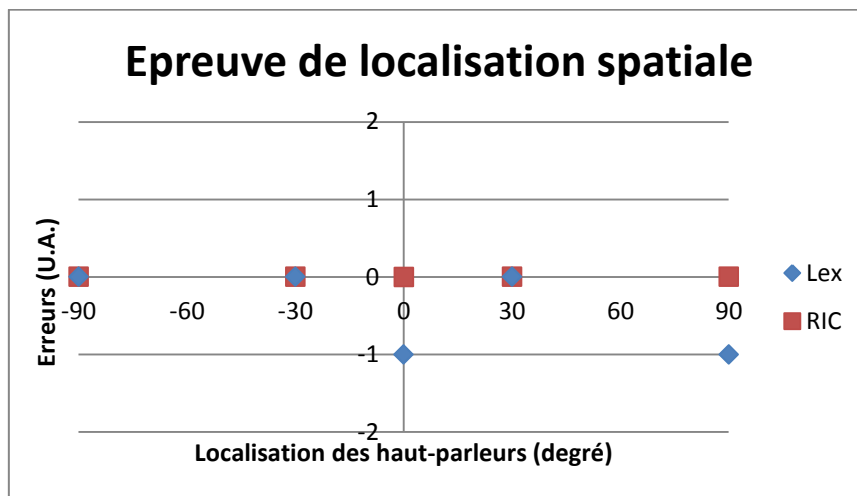 Epreuve de localisation spatiale
Erreurs (U.A.)
2
1
0
-90 -60 -30 0 30 60 90
-1
-2
Localisation des haut-parleurs (degré)
Lex
RIC